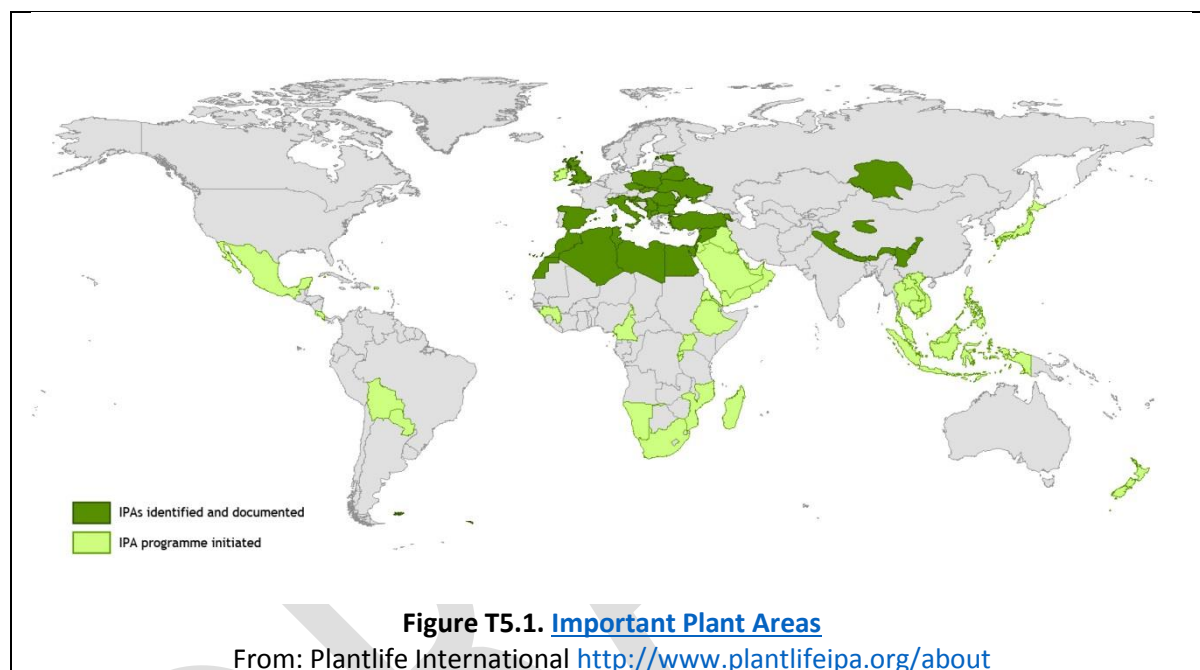 IPAs identified and documented
IPA programme initiated
Figure T5.1. Important Plant Areas
From: Plantlife International http://www.plantlifeipa.org/about